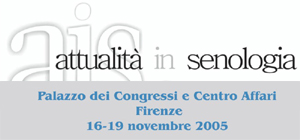 ais
attualità in senologia
Palazzo dei Congressi e Centro Affari
Firenze
16-19 novembre 2005